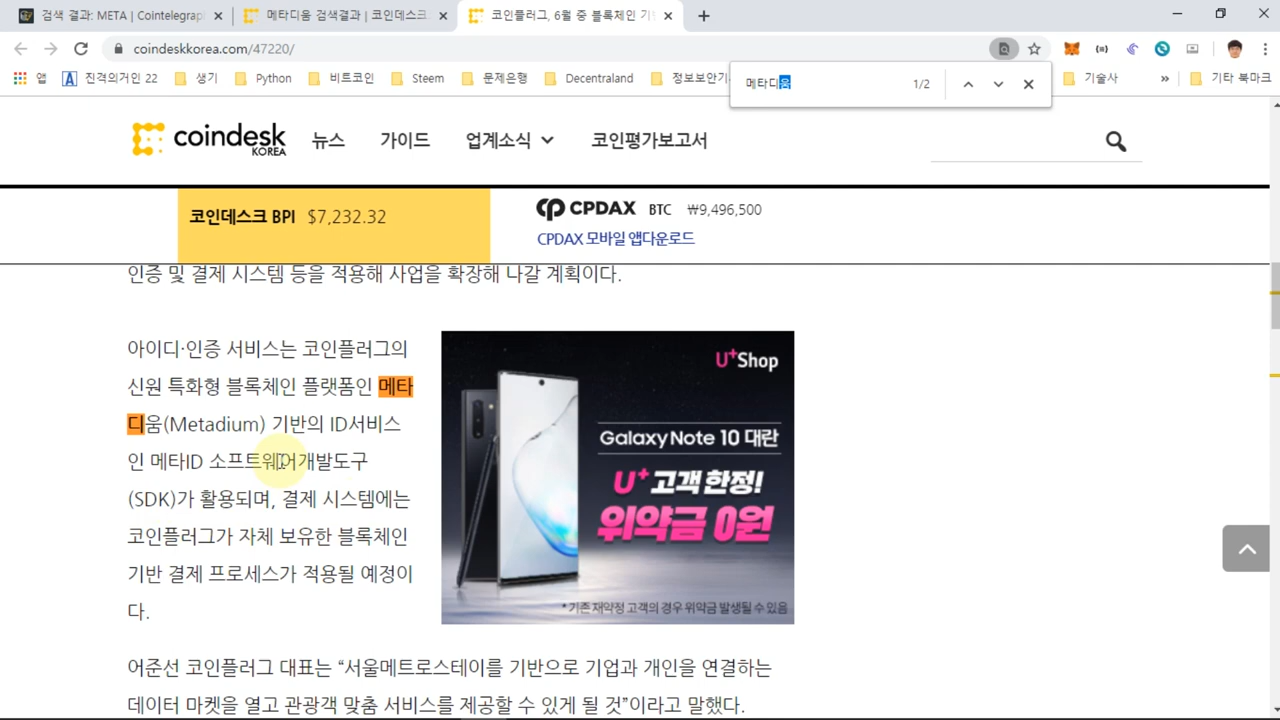 검색 결과: META | Cointelegraph
메타디움 검색결과 | 코인데스크
코인플러그, 6월 중 블록체인 기
coindeskkorea.com/47220/
앱 진격의거인 22 생기 Python 비트코인 Steem 문제은행 Decentraland 정보보안기 기술사 » 기타 북마크
메타디움 1/2
coindesk KOREA 뉴스 가이드 업계소식 코인평가보고서
코인데스크 BPI $7,232.32
CPDAX BTC ₩9,496,500
CPDAX 모바일 앱다운로드
인증 및 결제 시스템 등을 적용해 사업을 확장해 나갈 계획이다.
아이디·인증 서비스는 코인플러그의
신원 특화형 블록체인 플랫폼인 메타
디움(Metadium) 기반의 ID서비스
인 메타ID 소프트웨어개발도구
(SDK)가 활용되며, 결제 시스템에는
코인플러그가 자체 보유한 블록체인
기반 결제 프로세스가 적용될 예정이
다.
U+Shop
Galaxy Note 10 대란
U+ 고객 한정!
위약금 0원
* 기존 재약정 고객의 경우 위약금 발생될 수 있음
어준선 코인플러그 대표는 “서울메트로스테이를 기반으로 기업과 개인을 연결하는
데이터 마켓을 열고 관광객 맞춤 서비스를 제공할 수 있게 될 것”이라고 말했다.